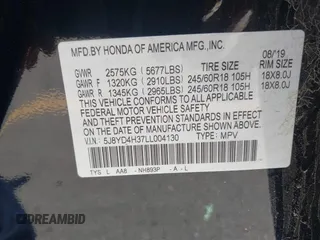 MFD.BY HONDA OF AMERICA MFG.,INC.
08/19
GVWR 2575KG (5677LBS) RIM SIZE
GAWR F 1320KG (2910LBS) 245/60R18 105H 18X8.0J
GAWR R 1345KG (2965LBS) 245/60R18 105H 18X8.0J
THIS VEHICLE CONFORMS TO ALL APPLICABLE
FEDERAL MOTOR VEHICLE SAFETY STANDARDS IN
EFFECT ON THE DATE OF MANUFACTURE SHOWN ABOVE.
V.I.N.: 5J8YD4H37LL004130 TYPE: MPV
TYS L AA6 NH893P -A -L
DREAMBID